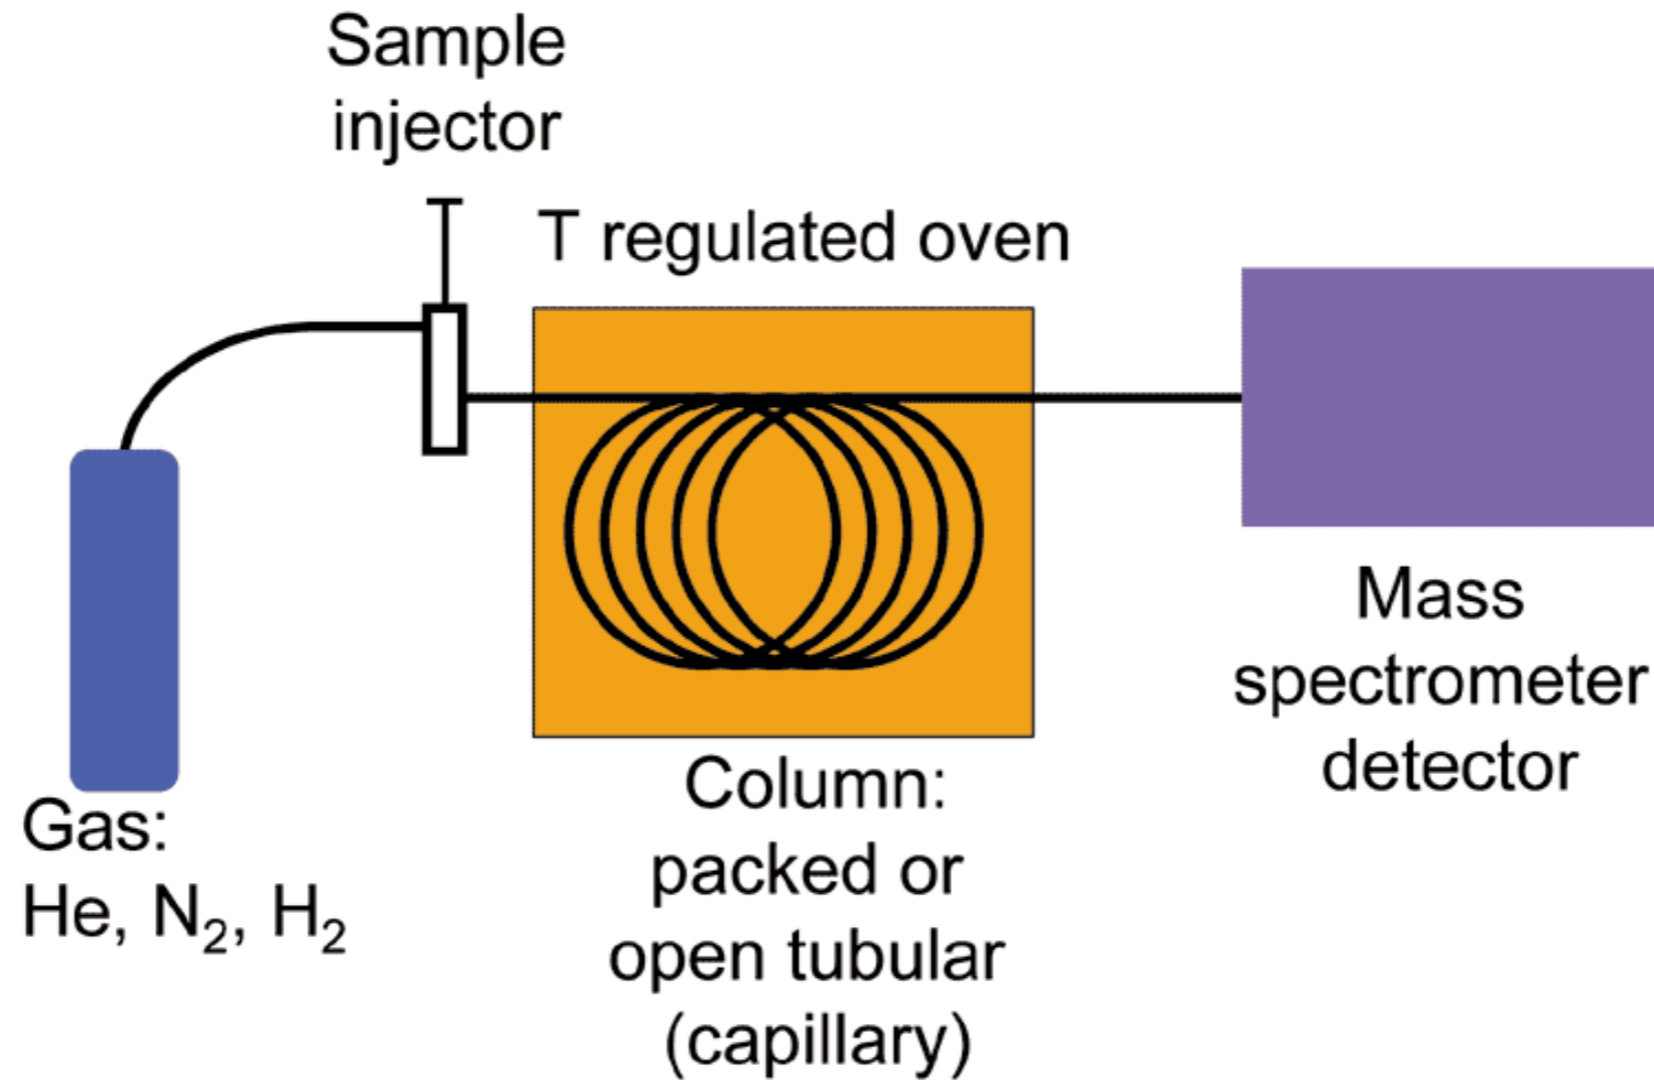 Sample
injector
T regulated oven
Mass
spectrometer
detector
Gas:
He, N₂, H₂
Column:
packed or
open tubular
(capillary)